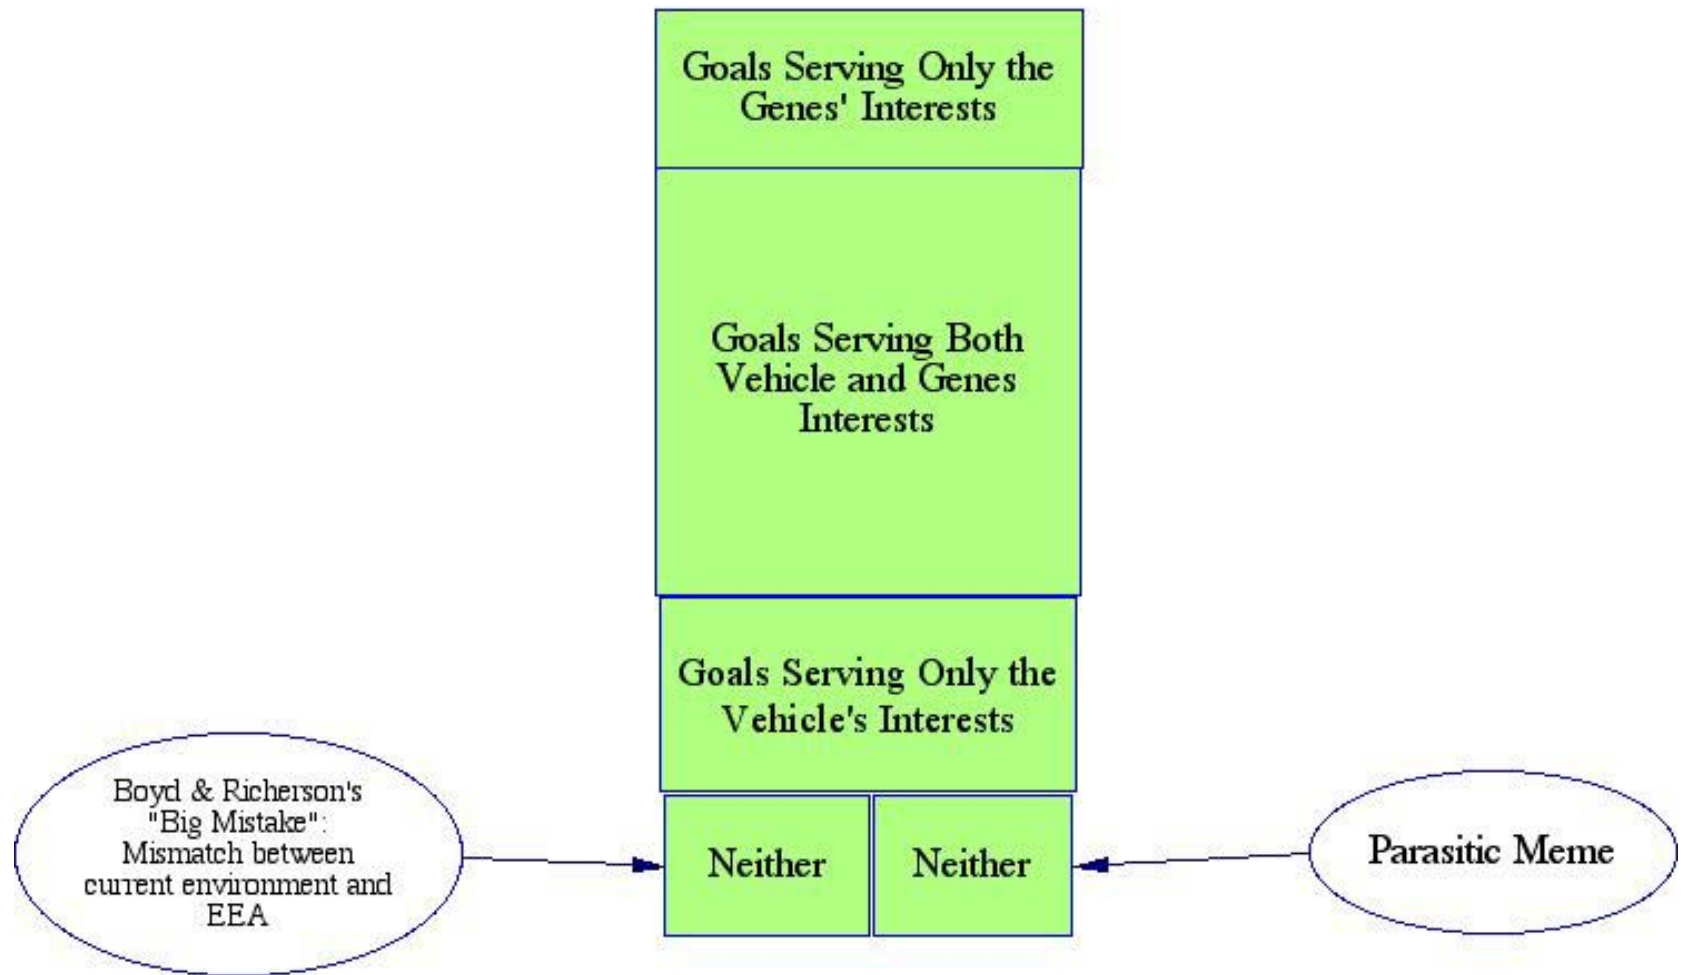 Goals Serving Only the
Genes' Interests
Goals Serving Both
Vehicle and Genes
Interests
Goals Serving Only the
Vehicle's Interests
Boyd & Richerson's
"Big Mistake":
Mismatch between
current environment and
EEA
Neither
Neither
Parasitic Meme